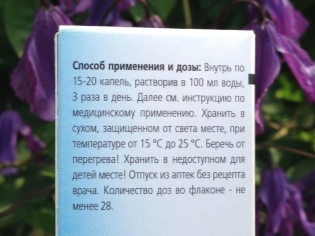 Способ применения и дозы: Внутрь по
15-20 капель, растворив в 100 мл воды,
3 раза в день. Далее см. инструкцию по
медицинскому применению. Хранить в
сухом, защищенном от света месте, при
температуре от 15 °C до 25 °C. Беречь от
перегрева! Хранить в недоступном для
детей месте! Отпуск из аптек без рецепта
врача. Количество доз во флаконе - не
менее 28.